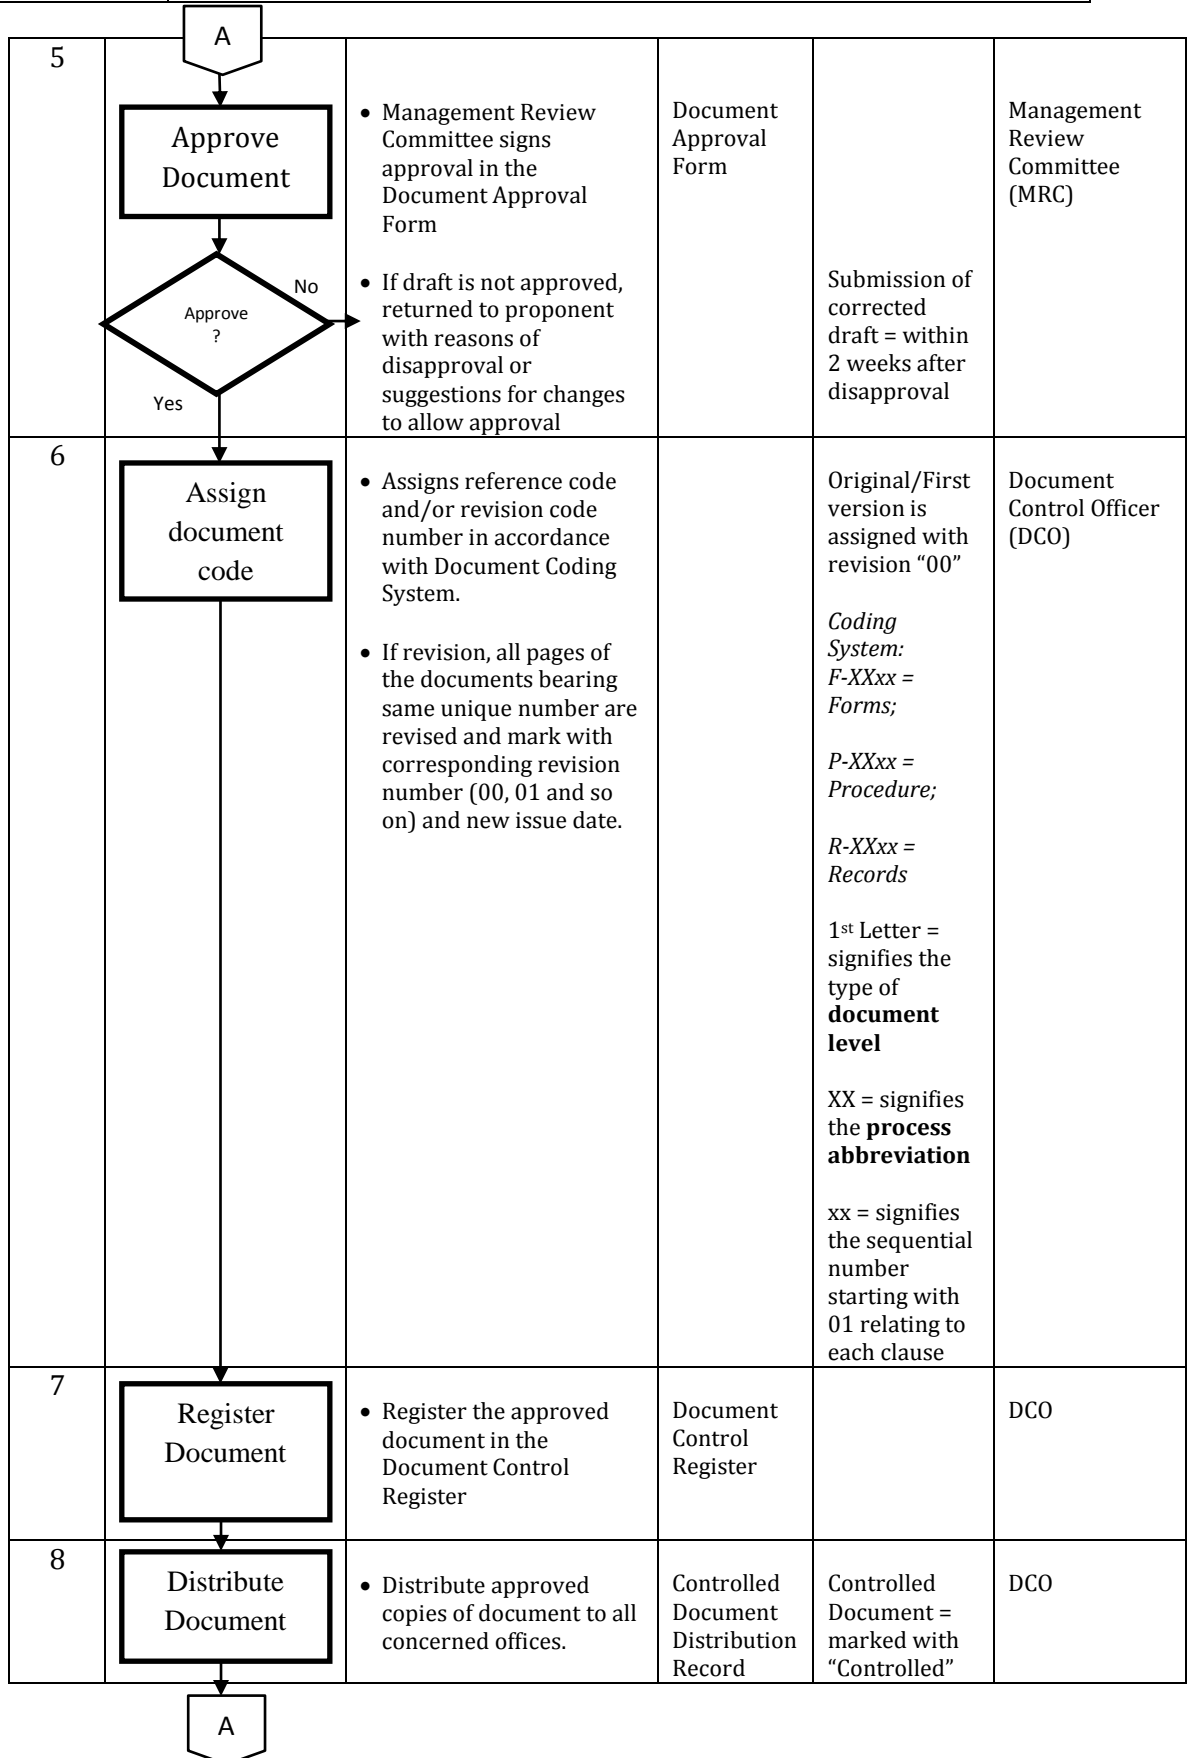 A
5
Approve
Document
• Management Review
Committee signs
approval in the
Document Approval
Form
Document
Approval
Form
Management
Review
Committee
(MRC)
Approve
?
No
Yes
• If draft is not approved,
returned to proponent
with reasons of
disapproval or
suggestions for changes
to allow approval
Submission of
corrected
draft = within
2 weeks after
disapproval
6
Assign
document
code
• Assigns reference code
and/or revision code
number in accordance
with Document Coding
System.
• If revision, all pages of
the documents bearing
same unique number are
revised and mark with
corresponding revision
number (00, 01 and so
on) and new issue date.
Original/First
version is
assigned with
revision “00”
Coding
System:
F-XXxx =
Forms;
P-XXxx =
Procedure;
R-XXxx =
Records
1st Letter =
signifies the
type of
document
level
XX = signifies
the process
abbreviation
xx = signifies
the sequential
number
starting with
01 relating to
each clause
Document
Control Officer
(DCO)
7
Register
Document
• Register the approved
document in the
Document Control
Register
Document
Control
Register
DCO
8
Distribute
Document
• Distribute approved
copies of document to all
concerned offices.
Controlled
Document
Distribution
Record
Controlled
Document =
marked with
“Controlled”
DCO
A